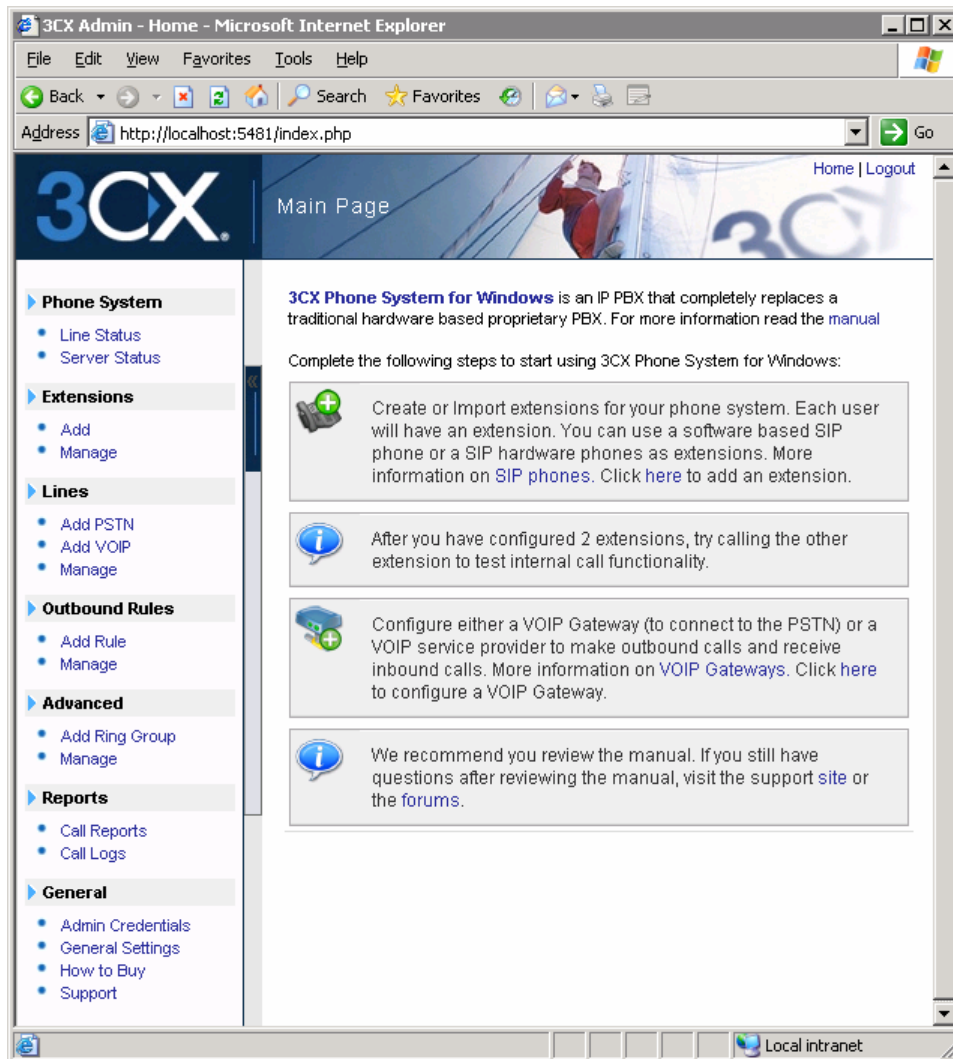 3CX Admin - Home - Microsoft Internet Explorer
File Edit View Favorites Tools Help
Back Search Favorites
Address http://localhost:5481/index.php Go
3CX®
Main Page
Home | Logout
3CX
Phone System
Line Status
Server Status
Extensions
Add
Manage
Lines
Add PSTN
Add VOIP
Manage
Outbound Rules
Add Rule
Manage
Advanced
Add Ring Group
Manage
Reports
Call Reports
Call Logs
General
Admin Credentials
General Settings
How to Buy
Support
3CX Phone System for Windows is an IP PBX that completely replaces a
traditional hardware based proprietary PBX. For more information read the manual
Complete the following steps to start using 3CX Phone System for Windows:
Create or Import extensions for your phone system. Each user
will have an extension. You can use a software based SIP
phone or a SIP hardware phones as extensions. More
information on SIP phones. Click here to add an extension.
After you have configured 2 extensions, try calling the other
extension to test internal call functionality.
Configure either a VOIP Gateway (to connect to the PSTN) or a
VOIP service provider to make outbound calls and receive
inbound calls. More information on VOIP Gateways. Click here
to configure a VOIP Gateway.
We recommend you review the manual. If you still have
questions after reviewing the manual, visit the support site or
the forums.
Local intranet